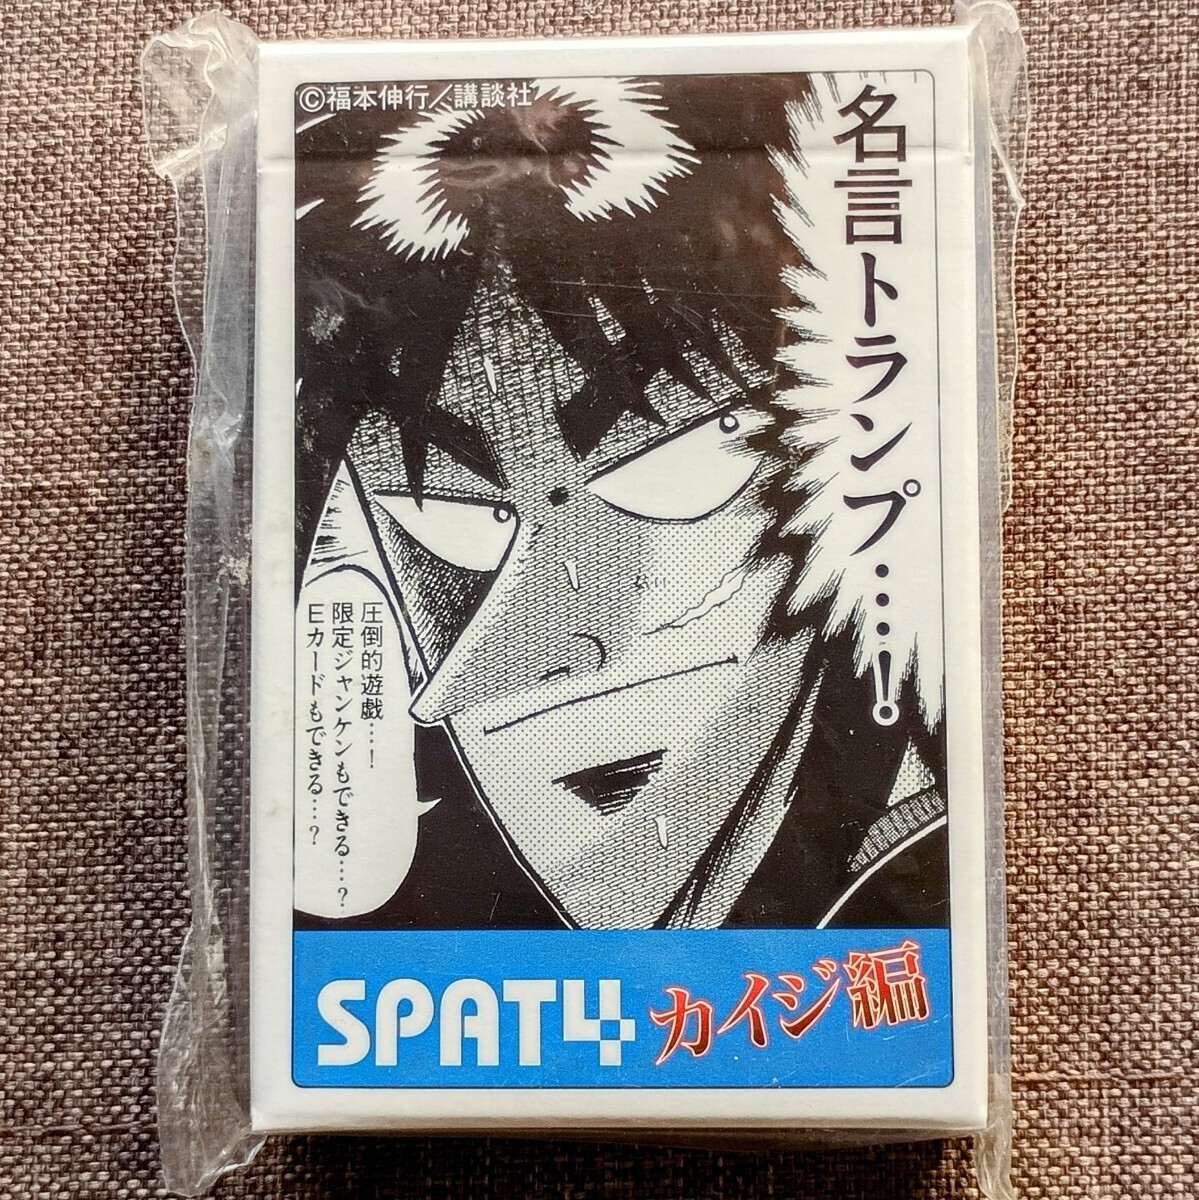 ©福本伸行／講談社
名言トランプ……!
圧倒的遊戯…!
限定ジャンケンもできる…?
Eカードもできる…?
SPAT4 カイジ編